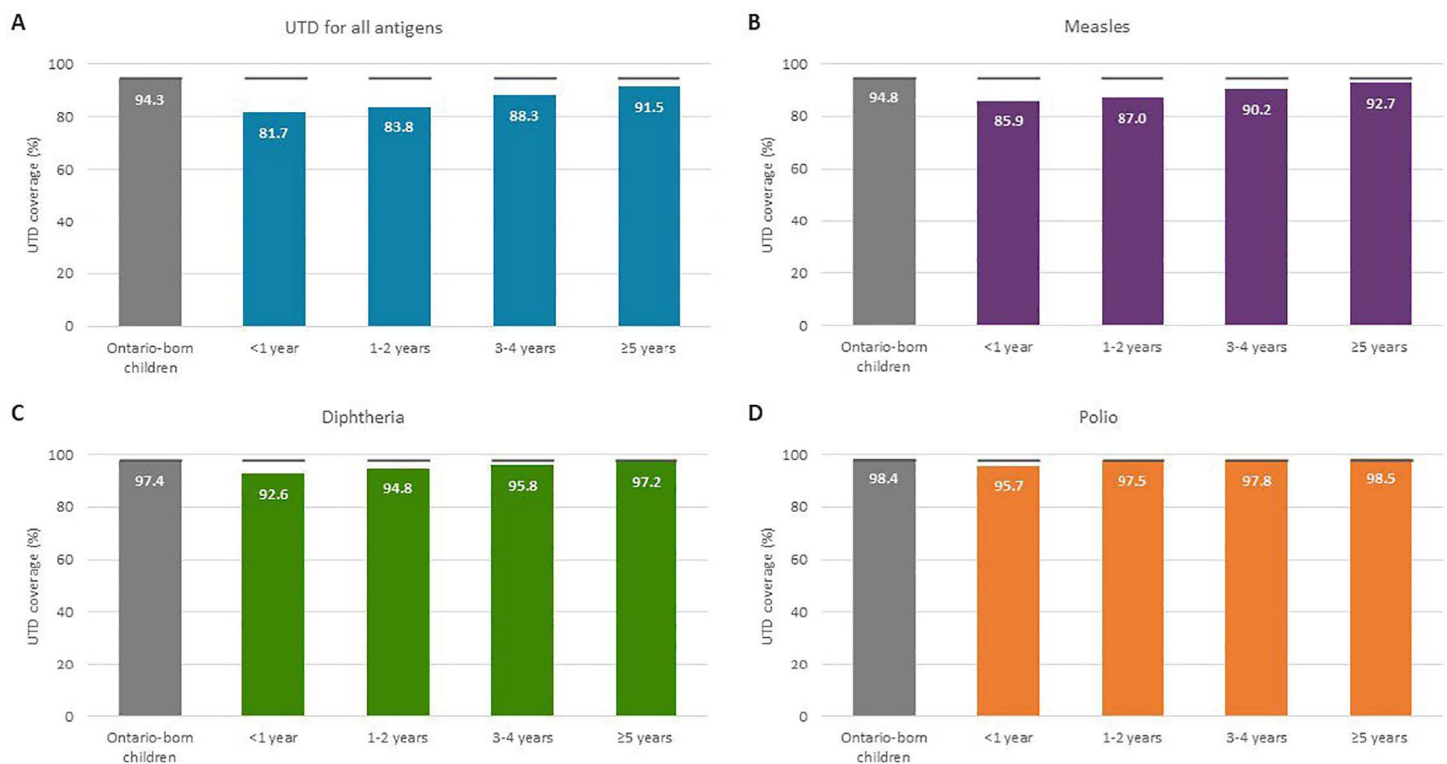 A
UTD for all antigens
UTD coverage (%)
100
80
60
40
20
0
94.3
81.7
83.8
88.3
91.5
Ontario-born
children
<1 year
1-2 years
3-4 years
≥5 years
B
Measles
UTD coverage (%)
100
80
60
40
20
0
94.8
85.9
87.0
90.2
92.7
Ontario-born
children
<1 year
1-2 years
3-4 years
≥5 years
C
Diphtheria
UTD coverage (%)
100
80
60
40
20
0
97.4
92.6
94.8
95.8
97.2
Ontario-born
children
<1 year
1-2 years
3-4 years
≥5 years
D
Polio
UTD coverage (%)
100
80
60
40
20
0
98.4
95.7
97.5
97.8
98.5
Ontario-born
children
<1 year
1-2 years
3-4 years
≥5 years